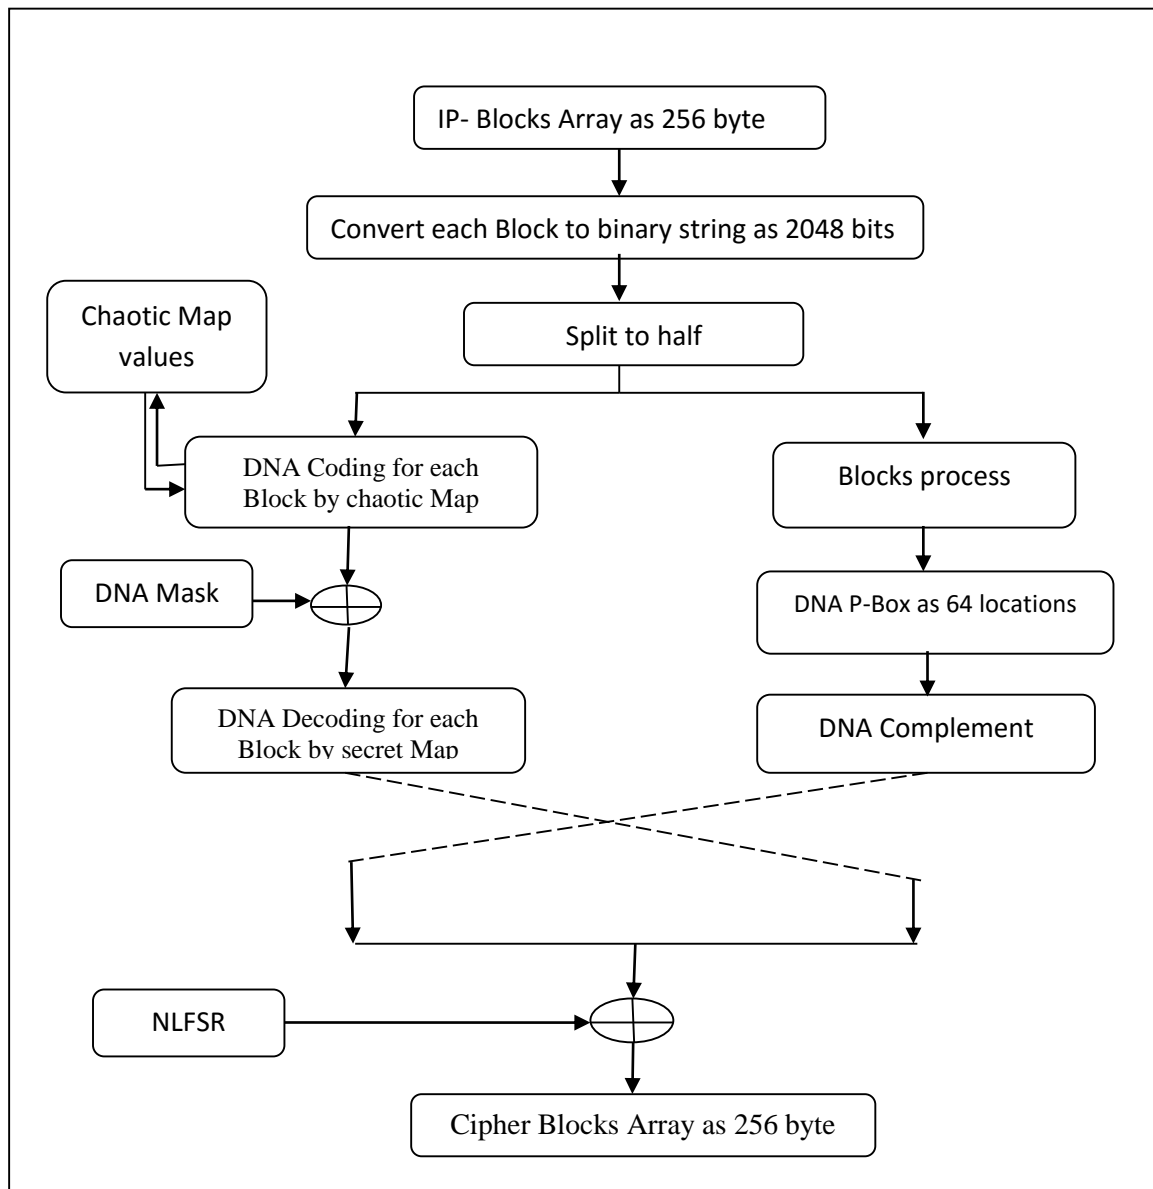 IP- Blocks Array as 256 byte
Convert each Block to binary string as 2048 bits
Split to half
Chaotic Map
values
DNA Coding for each
Block by chaotic Map
Blocks process
DNA Mask
DNA P-Box as 64 locations
DNA Decoding for each
Block by secret Map
DNA Complement
NLFSR
Cipher Blocks Array as 256 byte